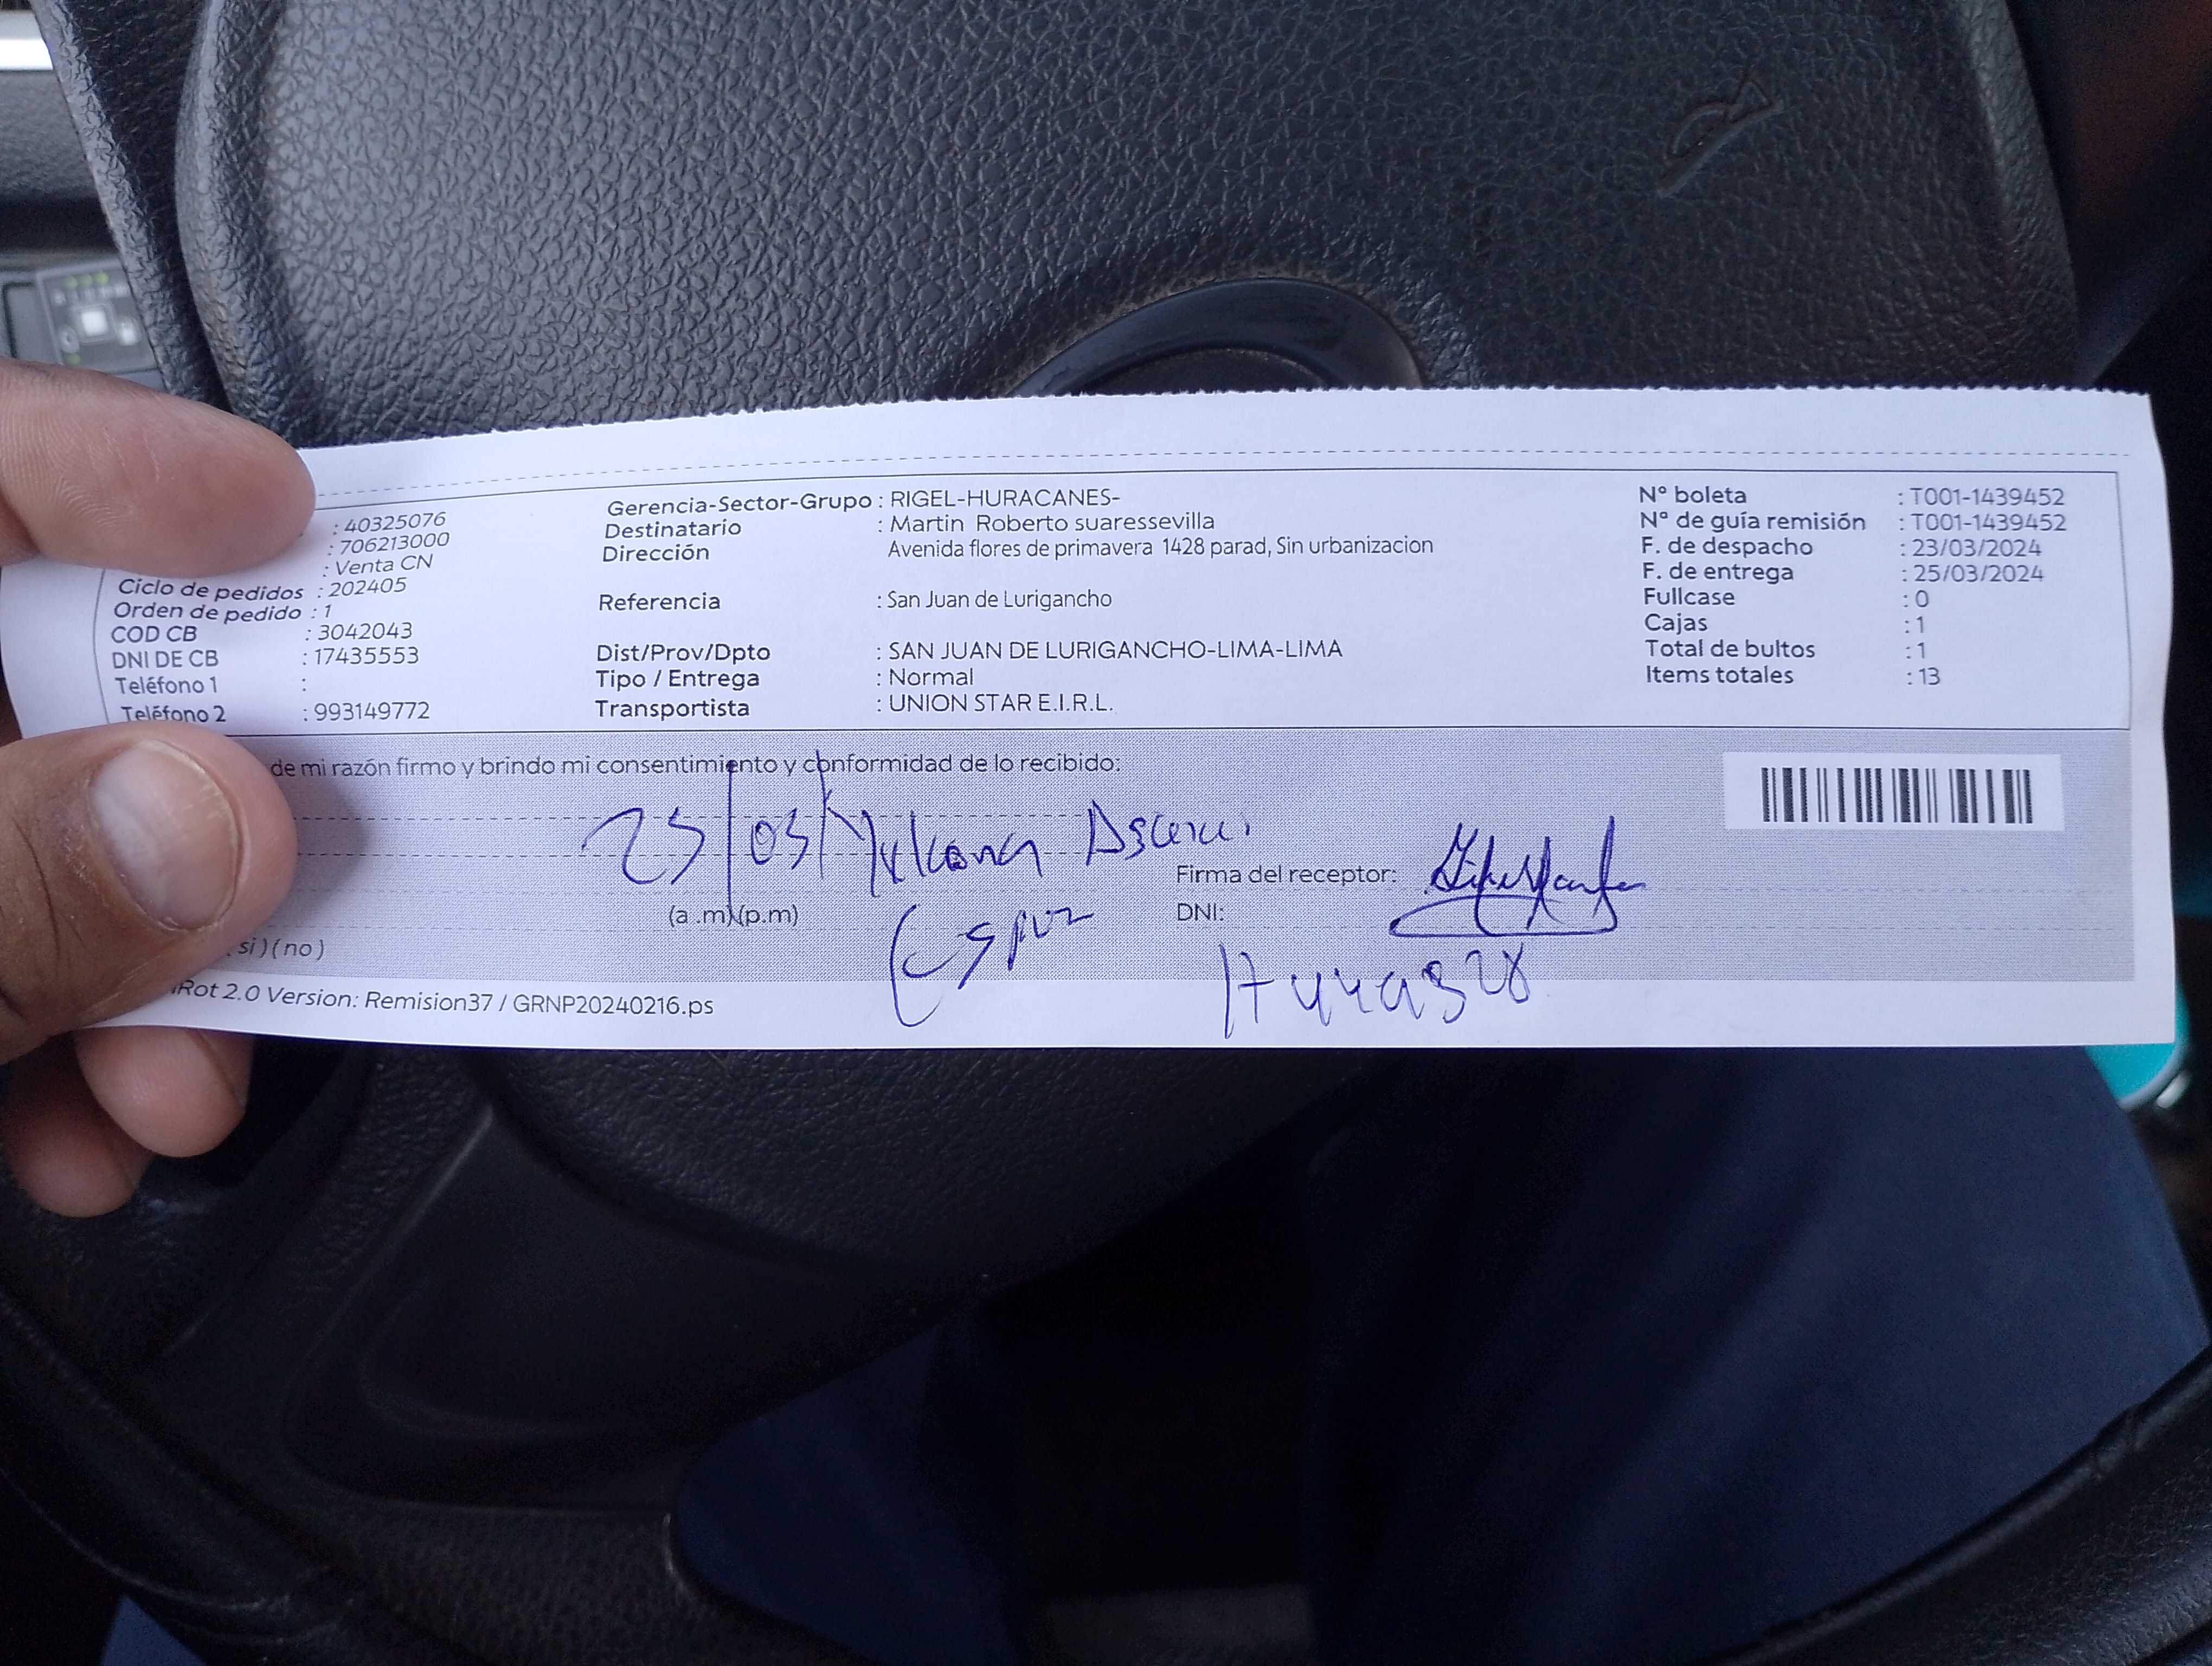 : 40325076
: 706213000
: Venta CN
Ciclo de pedidos : 202405
Orden de pedido : 1
COD CB : 3042043
DNI DE CB : 17435553
Teléfono 1 :
Teléfono 2 : 993149772
Gerencia-Sector-Grupo : RIGEL-HURACANES-
Destinatario : Martin Roberto suaressevilla
Dirección Avenida flores de primavera 1428 parad, Sin urbanizacion
Referencia : San Juan de Lurigancho
Dist/Prov/Dpto : SAN JUAN DE LURIGANCHO-LIMA-LIMA
Tipo / Entrega : Normal
Transportista : UNION STAR E.I.R.L.
Nº boleta : T001-1439452
Nº de guía remisión : T001-1439452
F. de despacho : 23/03/2024
F. de entrega : 25/03/2024
Fullcase : 0
Cajas : 1
Total de bultos : 1
Items totales : 13
de mi razón firmo y brindo mi consentimiento y conformidad de lo recibido:
25/03/
Firma del receptor:
(a .m) (p.m)
DNI:
si ) ( no )
Rot 2.0 Version: Remision37 / GRNP20240216.ps